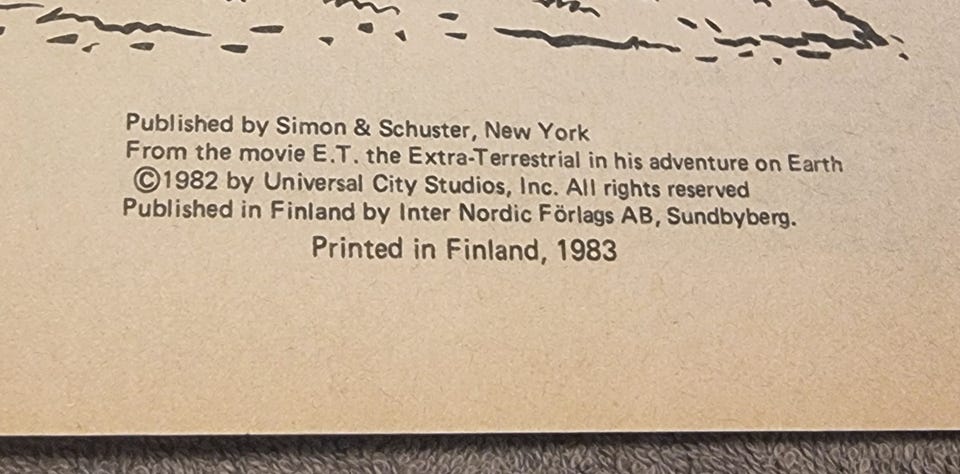 Published by Simon & Schuster, New York
From the movie E.T. the Extra-Terrestrial in his adventure on Earth
©1982 by Universal City Studios, Inc. All rights reserved
Published in Finland by Inter Nordic Förlags AB, Sundbyberg.
Printed in Finland, 1983